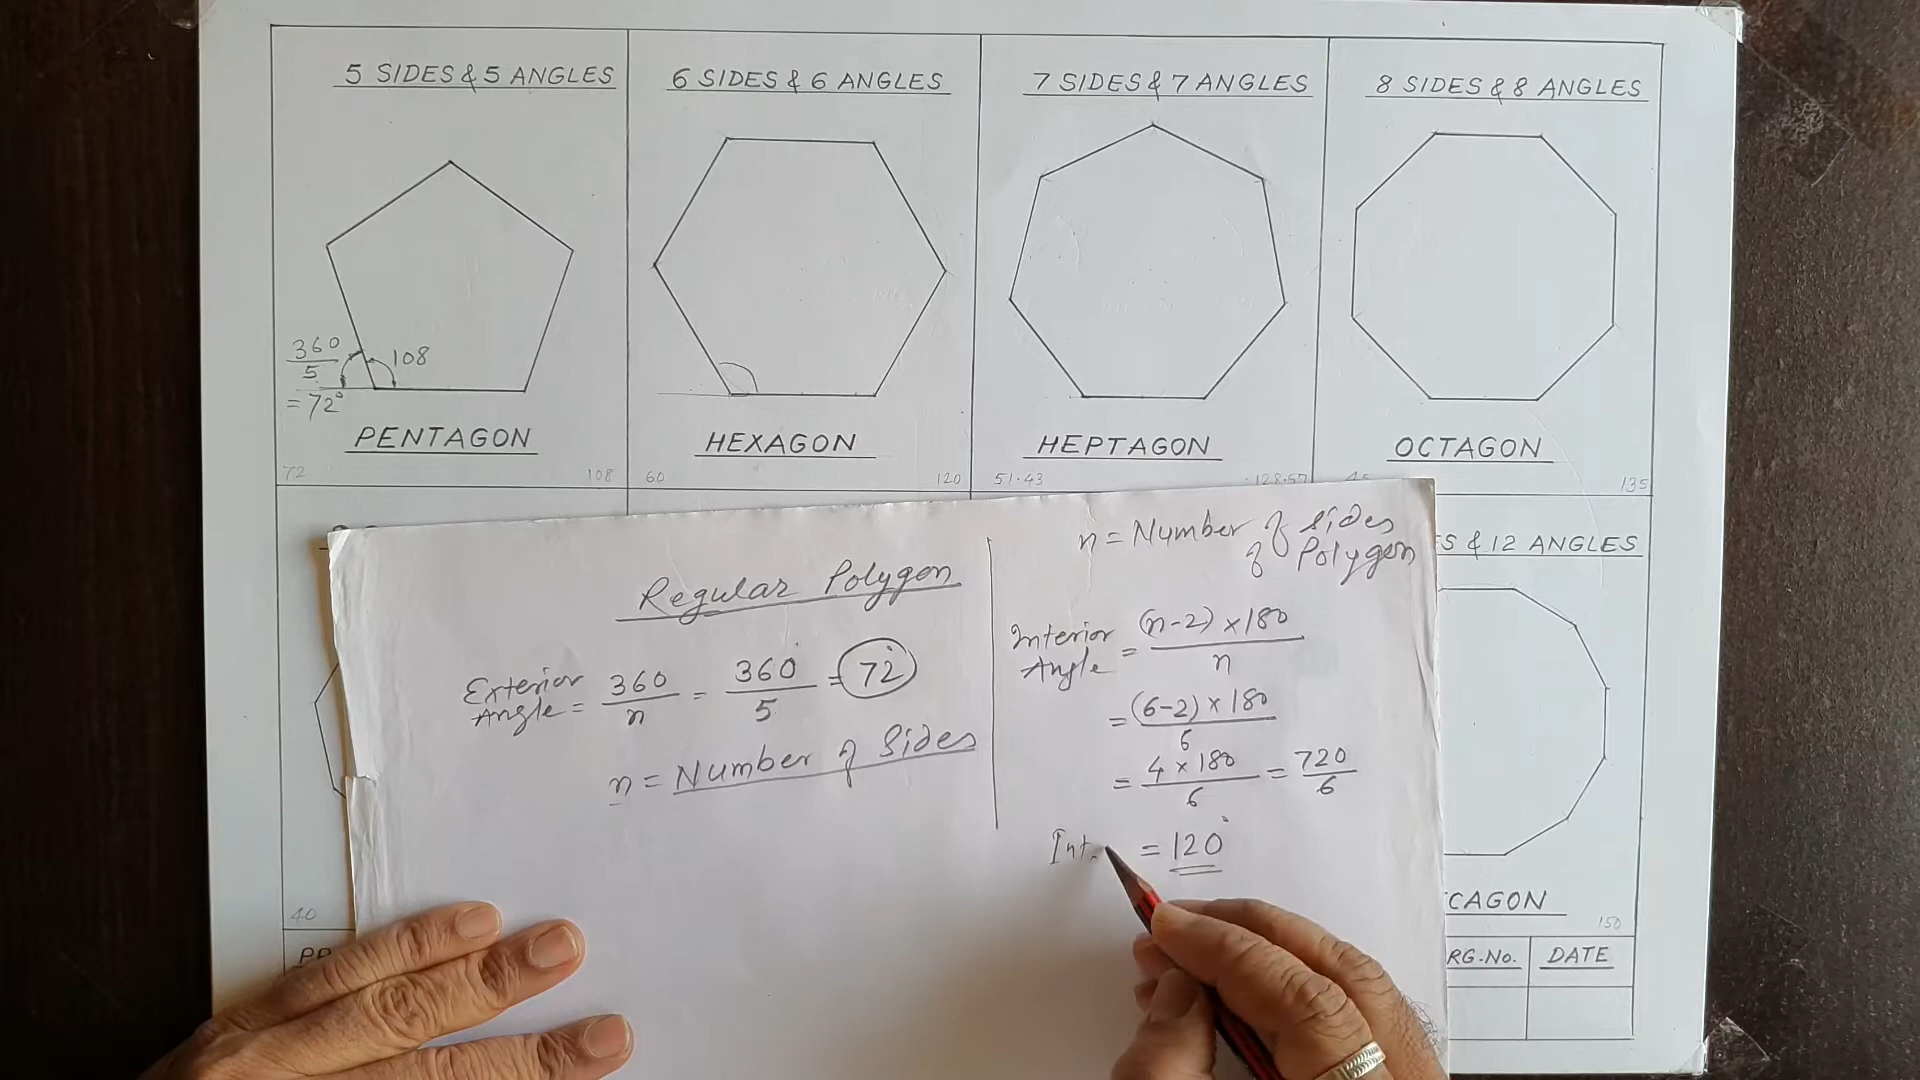 5 SIDES & 5 ANGLES
360
5
= 72°
108
PENTAGON
72 108
6 SIDES & 6 ANGLES
HEXAGON
60 120
7 SIDES & 7 ANGLES
HEPTAGON
51.43 128.57
8 SIDES & 8 ANGLES
OCTAGON
45 135
S & 12 ANGLES
CAGON
150
40
RG.No. DATE
Regular Polygon
Exterior Angle = 360/n = 360°/5 = 72°
n = Number of Sides
n = Number of Sides
of Polygon
Interior Angle = (n-2) × 180/n
= (6-2) × 180/6
= 4 × 180/6 = 720/6
Int. = 120°